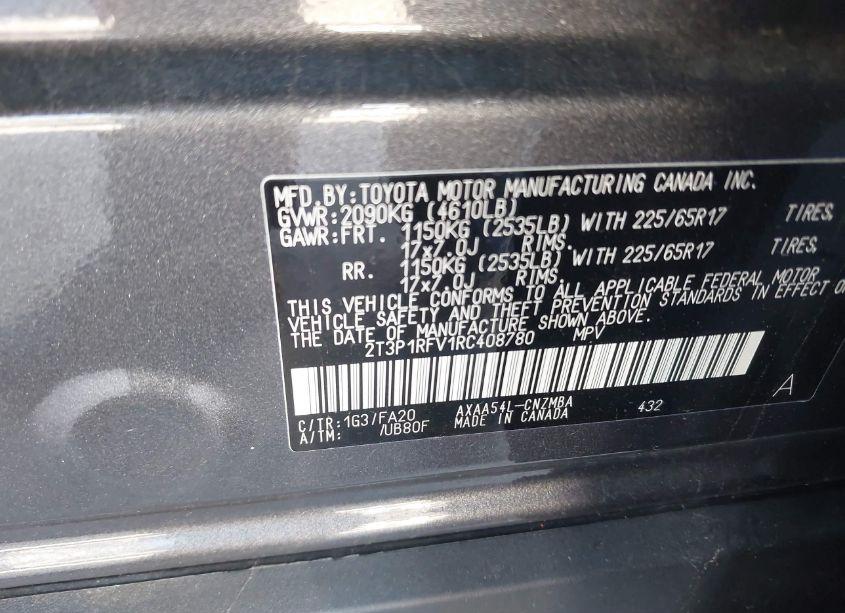 MFD.BY:TOYOTA MOTOR MANUFACTURING CANADA INC.
GVWR:2090KG (4610LB)
GAWR:FRT. 1150KG (2535LB) WITH 225/65R17 TIRES,
17x7.0J RIMS.
RR. 1150KG (2535LB) WITH 225/65R17 TIRES,
17x7.0J RIMS.
THIS VEHICLE CONFORMS TO ALL APPLICABLE FEDERAL MOTOR
VEHICLE SAFETY AND THEFT PREVENTION STANDARDS IN EFFECT
THE DATE OF MANUFACTURE SHOWN ABOVE.
2T3P1RFV1RC408780 MPV
C/TR:1G3/FA20 AXAA54L-CNZMBA 432 A
A/TM: /UB80F MADE IN CANADA